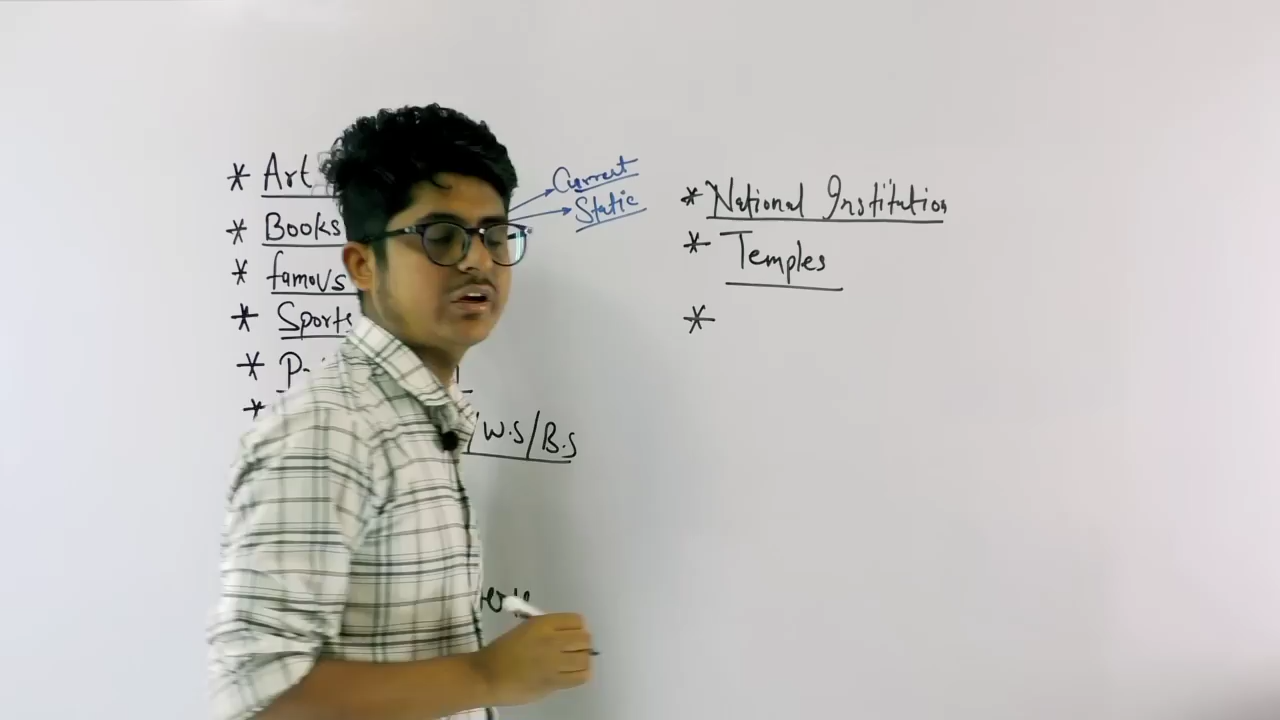 * Art
* Books
* famous
* Sports
*
*
/W.S/B.S
Current
Static
* National Institution
* Temples
*